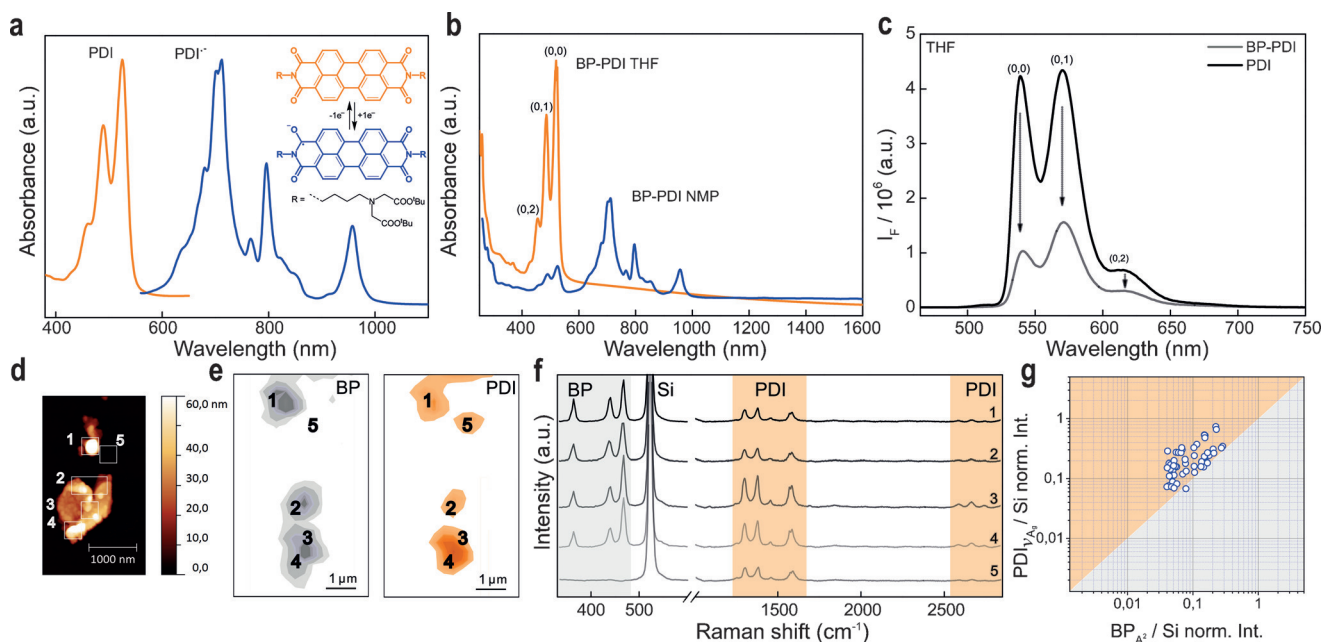 a
PDI
PDI·-
Absorbance (a.u.)
400 600 800 1000
Wavelength (nm)
R N O O O O N R
-1e⁻ +1e⁻
⁻O O O O R N N R
R = N COOᵗBu
COOᵗBu
b
(0,0)
BP-PDI THF
(0,1)
(0,2)
BP-PDI NMP
Absorbance (a.u.)
400 600 800 1000 1200 1400 1600
Wavelength (nm)
c
THF
BP-PDI
PDI
(0,0)
(0,1)
(0,2)
I_F / 10⁶ (a.u.)
5
4
3
2
1
0
500 550 600 650 700 750
Wavelength (nm)
d
1 5
2
3
4
1000 nm
60,0 nm
40,0
30,0
20,0
10,0
0,0
e
BP
1
5
2
3
4
1 µm
PDI
1
5
2
3
4
1 µm
f
BP Si PDI PDI
1
2
3
4
5
Intensity (a.u.)
400 500 1500 2000 2500
Raman shift (cm⁻¹)
g
PDI_νAg / Si norm. Int.
1
0,1
0,01
0,01 0,1 1
BP_A² / Si norm. Int.